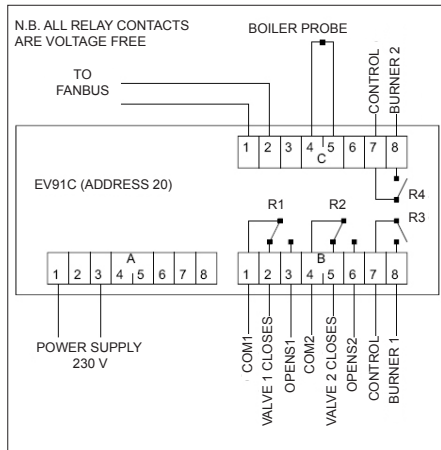 N.B. ALL RELAY CONTACTS
ARE VOLTAGE FREE
BOILER PROBE
TO
FANBUS
CONTROL
BURNER 2
1 2 3 4 5 6 7 8
C
EV91C (ADDRESS 20)
R4
R1
R2
R3
A
1 2 3 4 5 6 7 8
B
1 2 3 4 5 6 7 8
POWER SUPPLY
230 V
COM1
VALVE 1 CLOSES
OPENS1
COM2
VALVE 2 CLOSES
OPENS2
CONTROL
BURNER 1